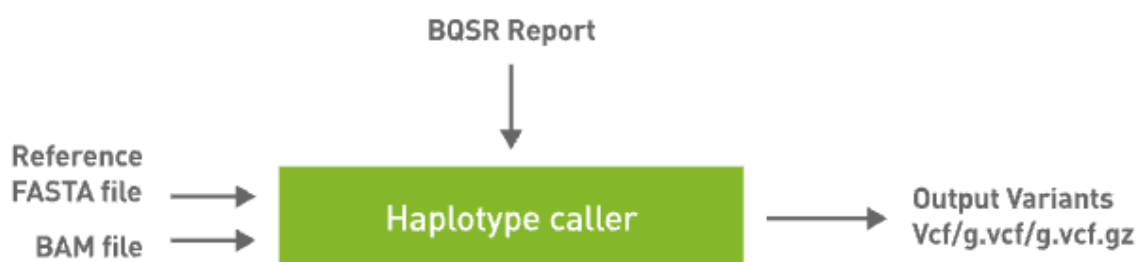 BQSR Report
Reference
FASTA file
BAM file
Haplotype caller
Output Variants
Vcf/g.vcf/g.vcf.gz